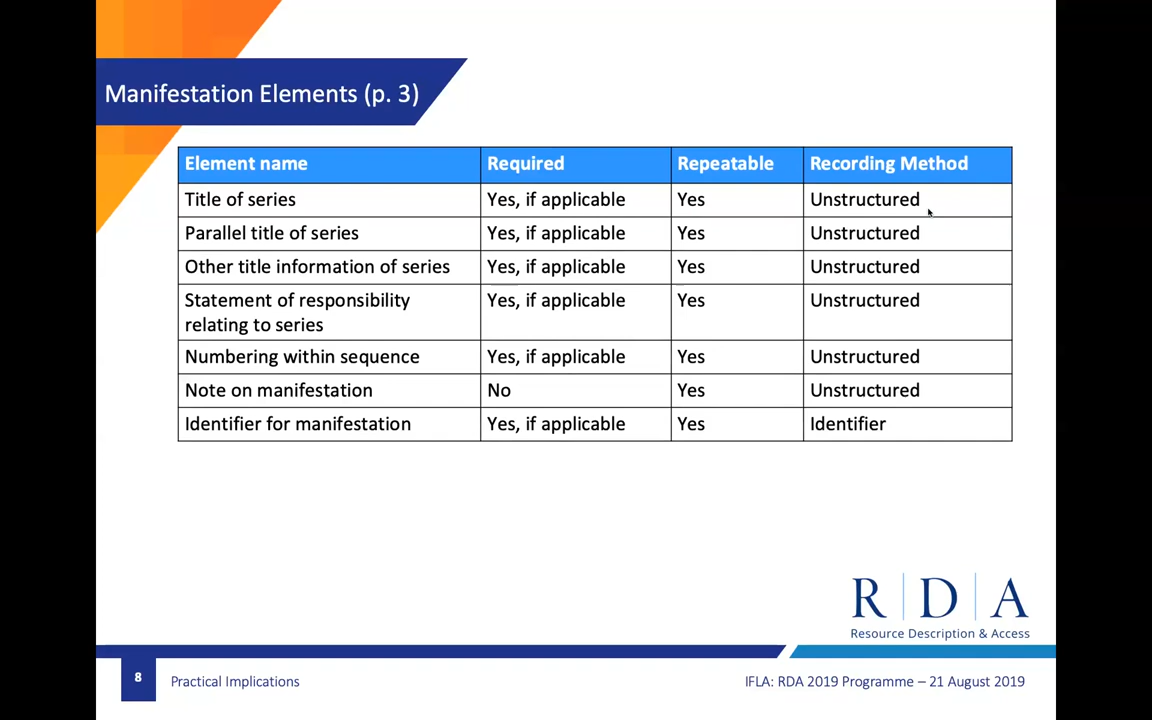 Manifestation Elements (p. 3)
Element name Required Repeatable Recording Method
Title of series Yes, if applicable Yes Unstructured
Parallel title of series Yes, if applicable Yes Unstructured
Other title information of series Yes, if applicable Yes Unstructured
Statement of responsibility Yes, if applicable Yes Unstructured
relating to series
Numbering within sequence Yes, if applicable Yes Unstructured
Note on manifestation No Yes Unstructured
Identifier for manifestation Yes, if applicable Yes Identifier
R D A
Resource Description & Access
8 Practical Implications IFLA: RDA 2019 Programme – 21 August 2019